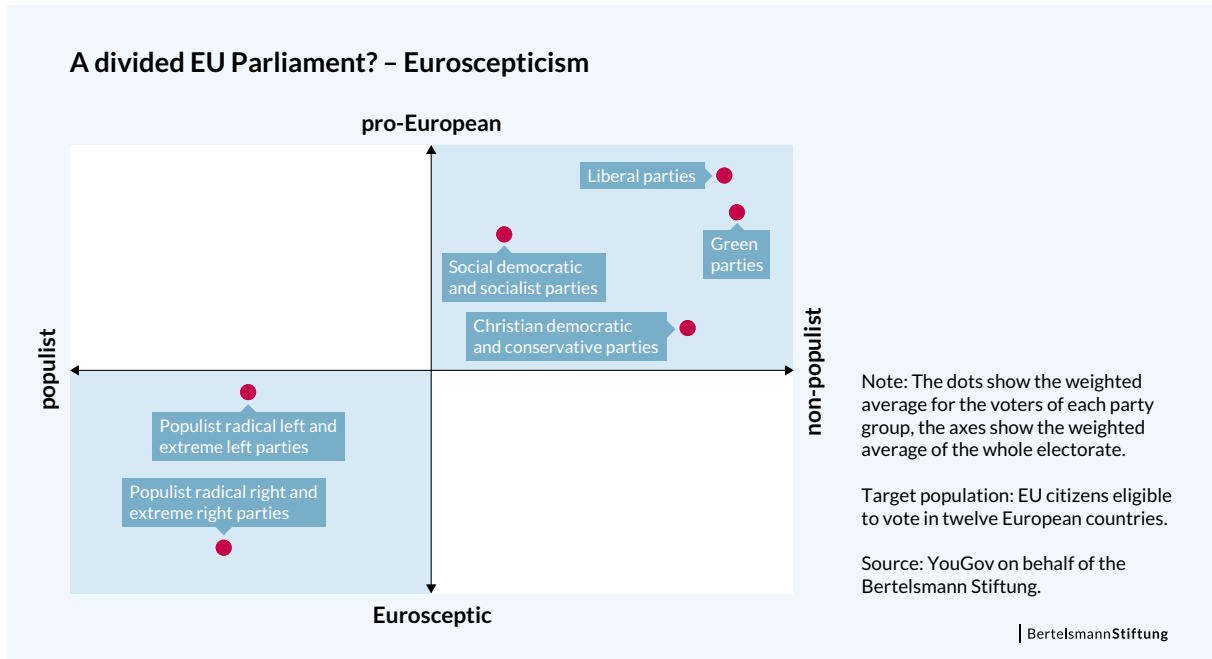 A divided EU Parliament? – Euroscepticism
pro-European
Liberal parties
Green
parties
Social democratic
and socialist parties
Christian democratic
and conservative parties
populist
non-populist
Populist radical left and
extreme left parties
Populist radical right and
extreme right parties
Eurosceptic
Note: The dots show the weighted
average for the voters of each party
group, the axes show the weighted
average of the whole electorate.
Target population: EU citizens eligible
to vote in twelve European countries.
Source: YouGov on behalf of the
Bertelsmann Stiftung.
BertelsmannStiftung